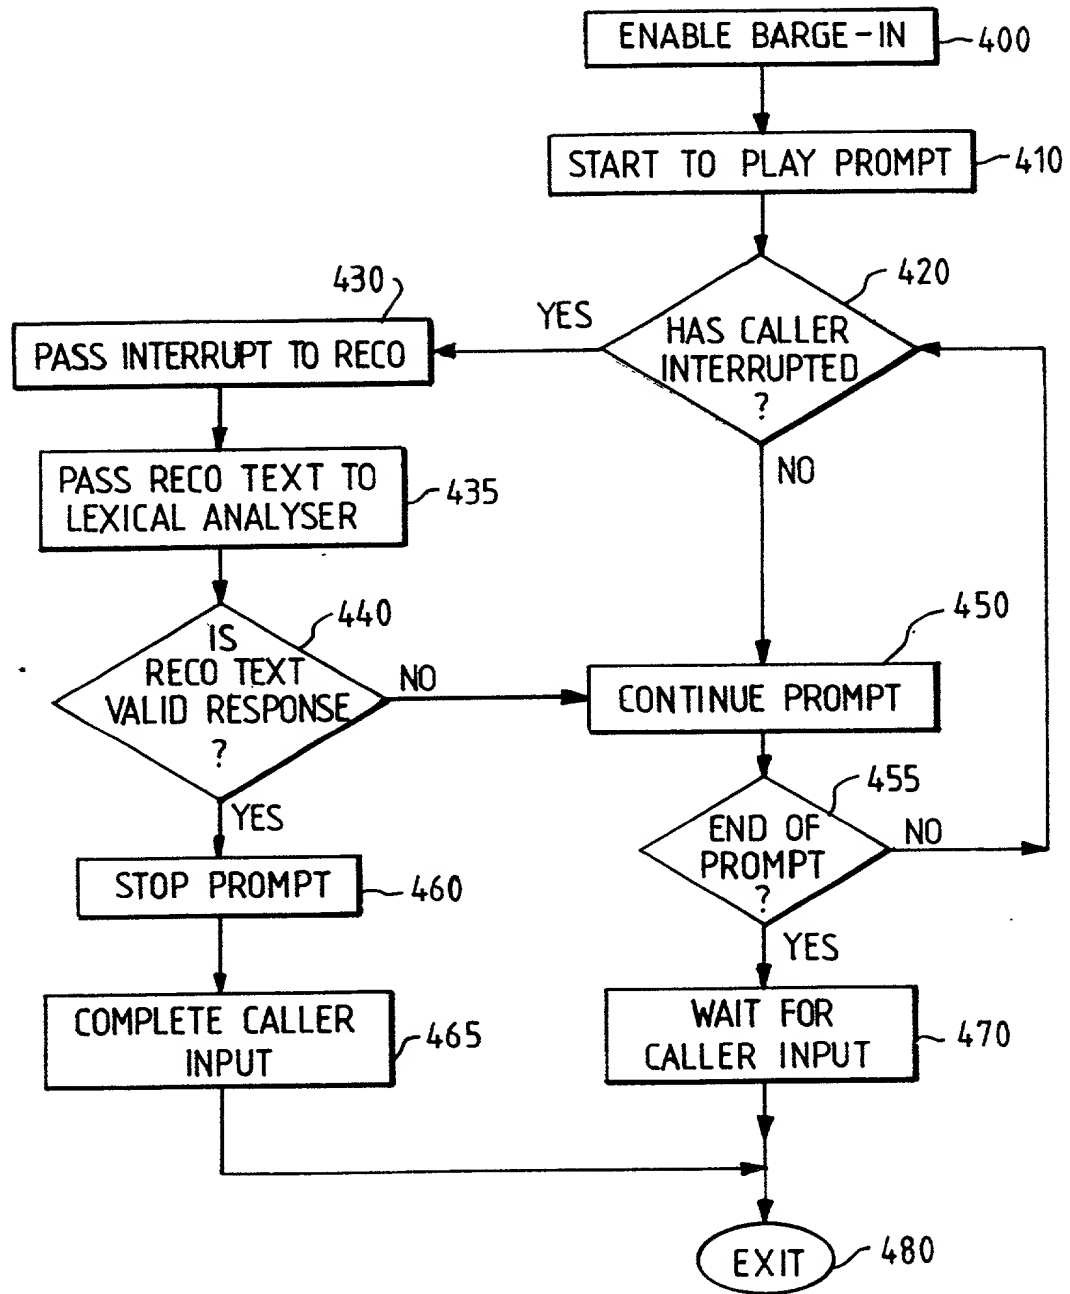 ENABLE BARGE-IN
400
START TO PLAY PROMPT
410
HAS CALLER
INTERRUPTED
?
420
YES
NO
430
PASS INTERRUPT TO RECO
PASS RECO TEXT TO
LEXICAL ANALYSER
435
IS
RECO TEXT
VALID RESPONSE
?
440
NO
YES
450
CONTINUE PROMPT
END OF
PROMPT
?
455
NO
YES
STOP PROMPT
460
COMPLETE CALLER
INPUT
465
WAIT FOR
CALLER INPUT
470
EXIT
480